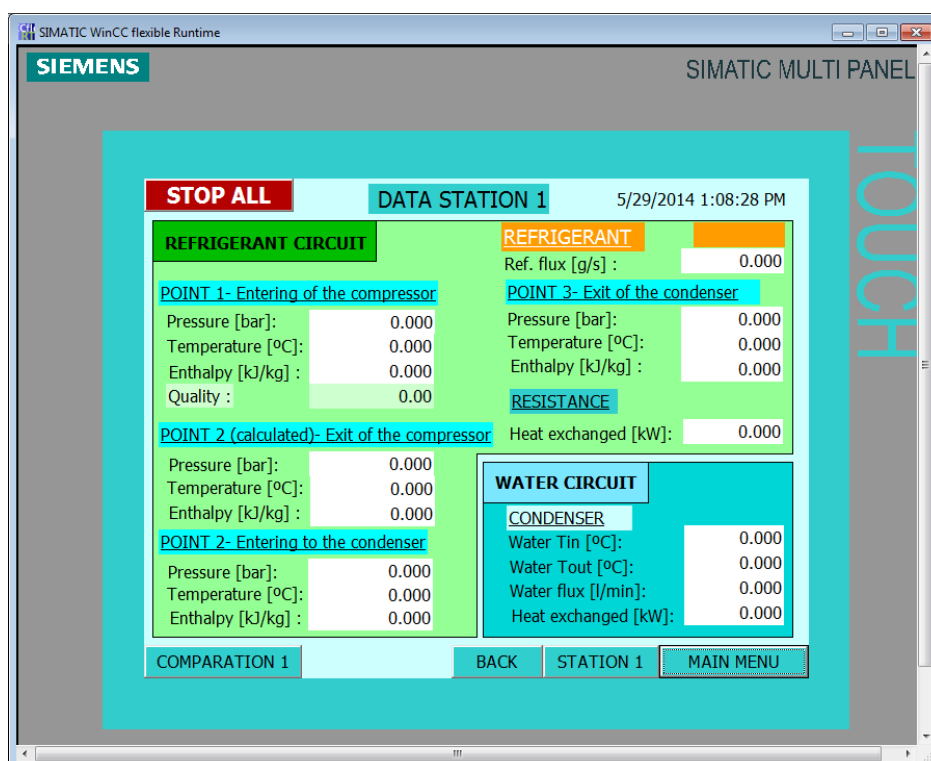 SIMATIC WinCC flexible Runtime
SIEMENS
SIMATIC MULTI PANEL
TOUCH
STOP ALL
DATA STATION 1
5/29/2014 1:08:28 PM
REFRIGERANT CIRCUIT
POINT 1- Entering of the compressor
Pressure [bar]: 0.000
Temperature [ºC]: 0.000
Enthalpy [kJ/kg] : 0.000
Quality : 0.00
POINT 2 (calculated)- Exit of the compressor
Pressure [bar]: 0.000
Temperature [ºC]: 0.000
Enthalpy [kJ/kg] : 0.000
POINT 2- Entering to the condenser
Pressure [bar]: 0.000
Temperature [ºC]: 0.000
Enthalpy [kJ/kg] : 0.000
REFRIGERANT
Ref. flux [g/s] : 0.000
POINT 3- Exit of the condenser
Pressure [bar]: 0.000
Temperature [ºC]: 0.000
Enthalpy [kJ/kg] : 0.000
RESISTANCE
Heat exchanged [kW]: 0.000
WATER CIRCUIT
CONDENSER
Water Tin [ºC]: 0.000
Water Tout [ºC]: 0.000
Water flux [l/min]: 0.000
Heat exchanged [kW]: 0.000
COMPARATION 1
BACK
STATION 1
MAIN MENU